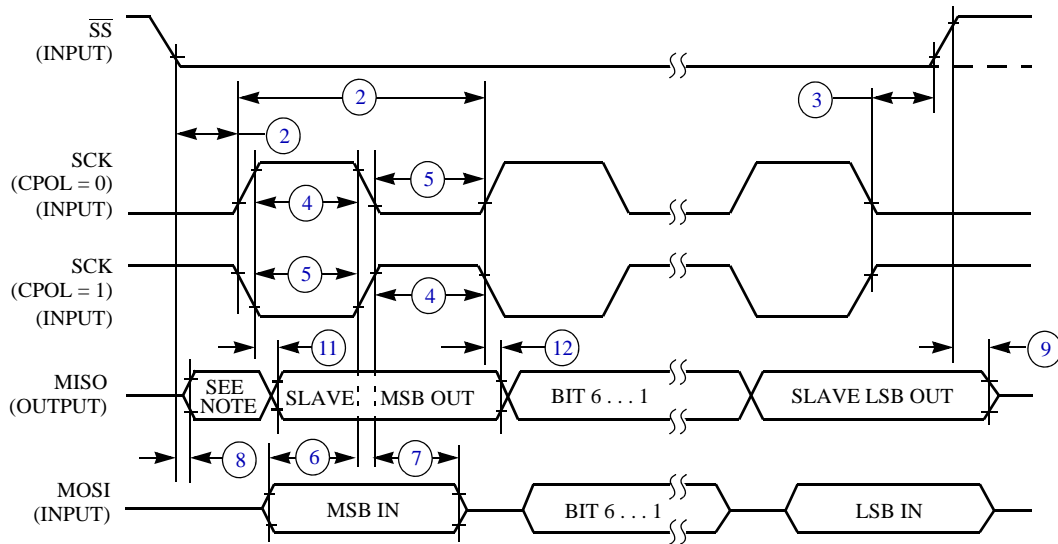 SS
(INPUT)
2
3
2
SCK
(CPOL = 0)
(INPUT)
5
4
SCK
(CPOL = 1)
(INPUT)
5
4
11
12
9
MISO
(OUTPUT)
SEE
NOTE
SLAVE
MSB OUT
BIT 6 . . . 1
SLAVE LSB OUT
8
6
7
MOSI
(INPUT)
MSB IN
BIT 6 . . . 1
LSB IN